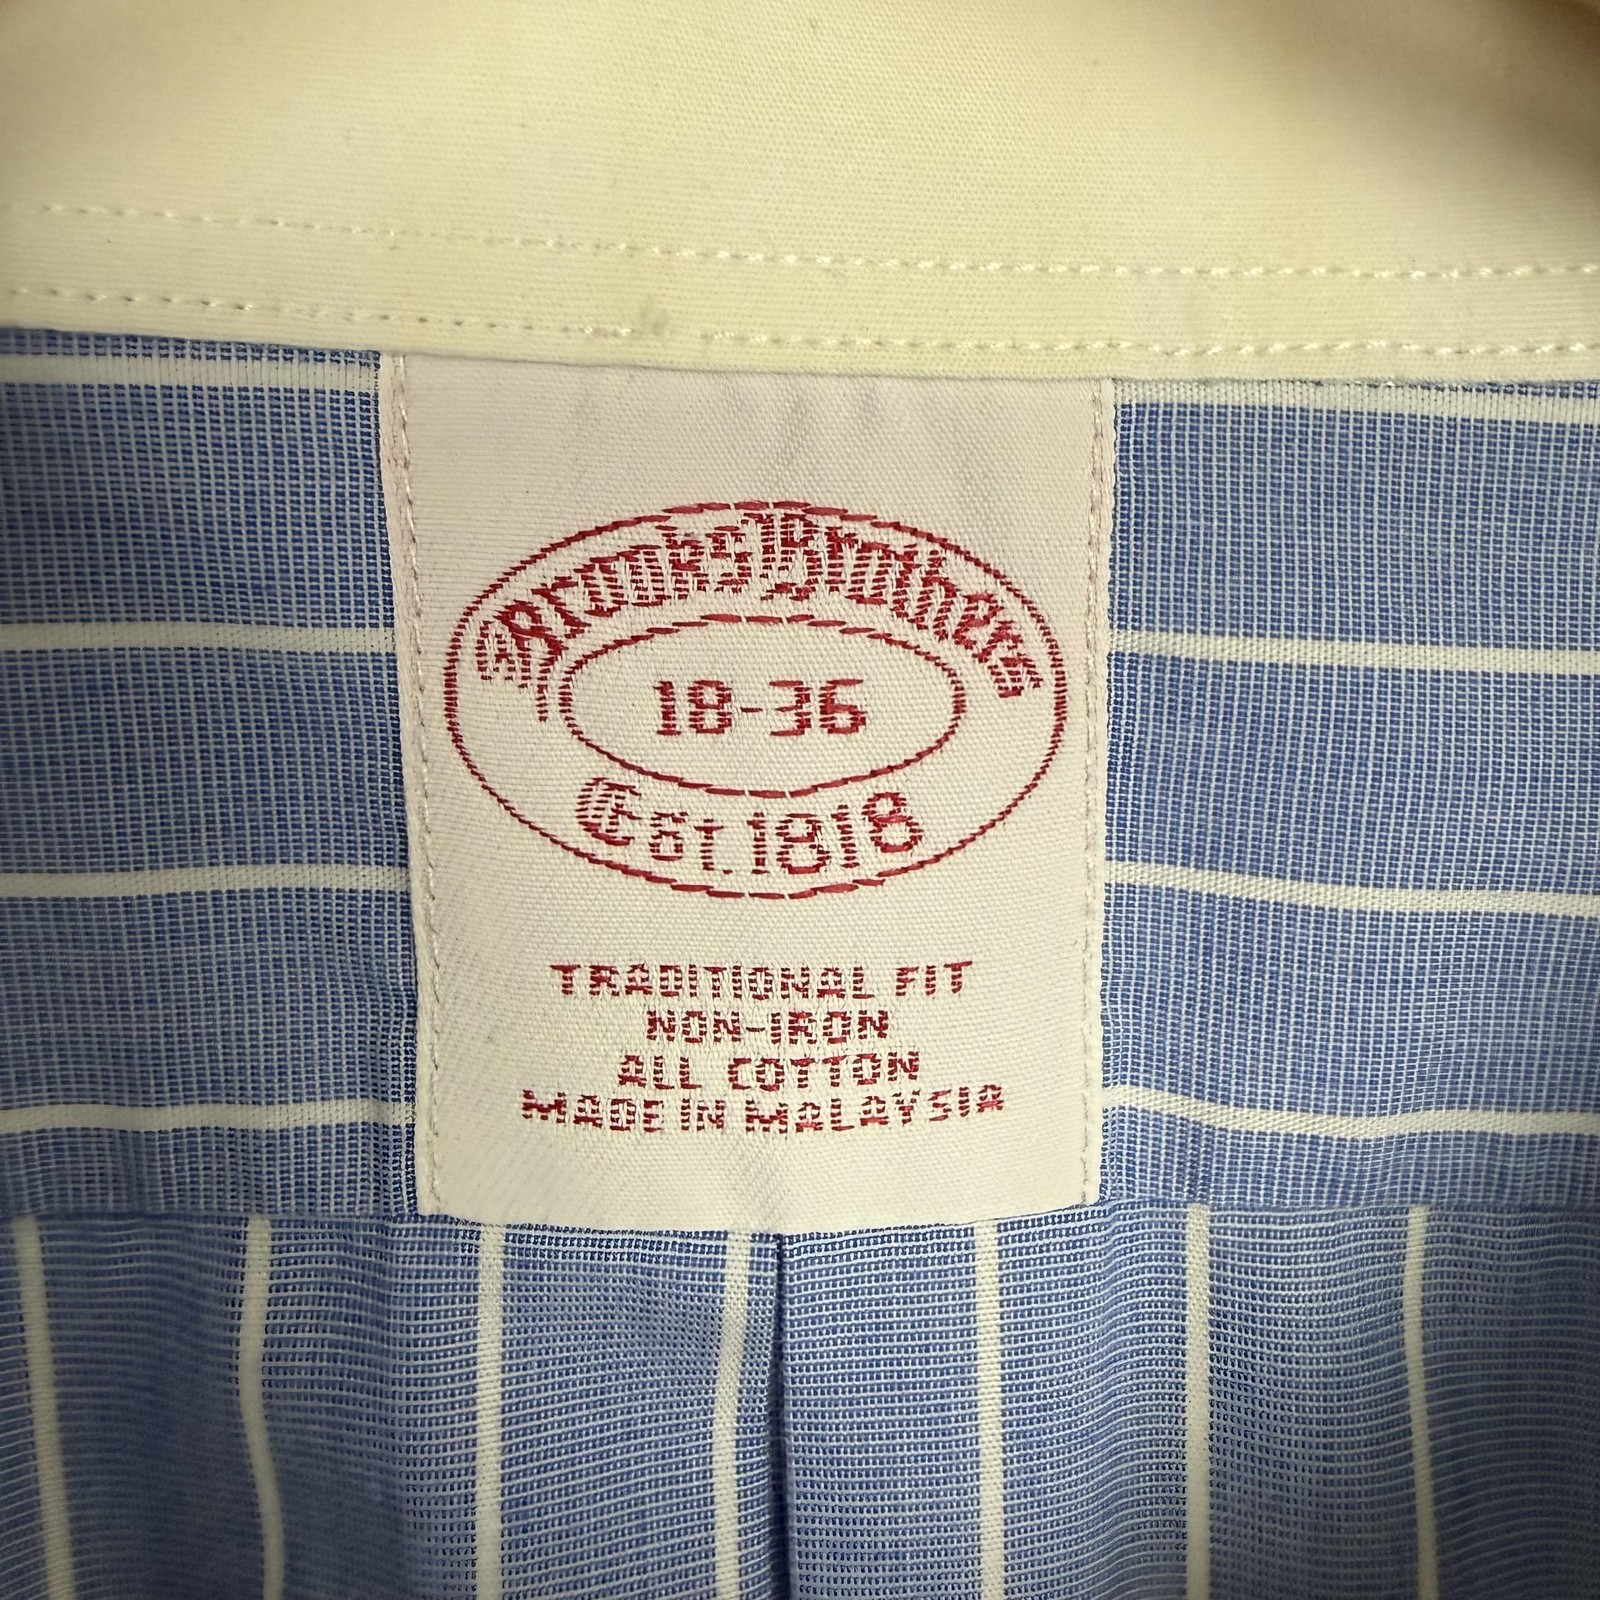 Brooks Brothers
18-36
Est. 1818
TRADITIONAL FIT
NON-IRON
ALL COTTON
MADE IN MALAYSIA